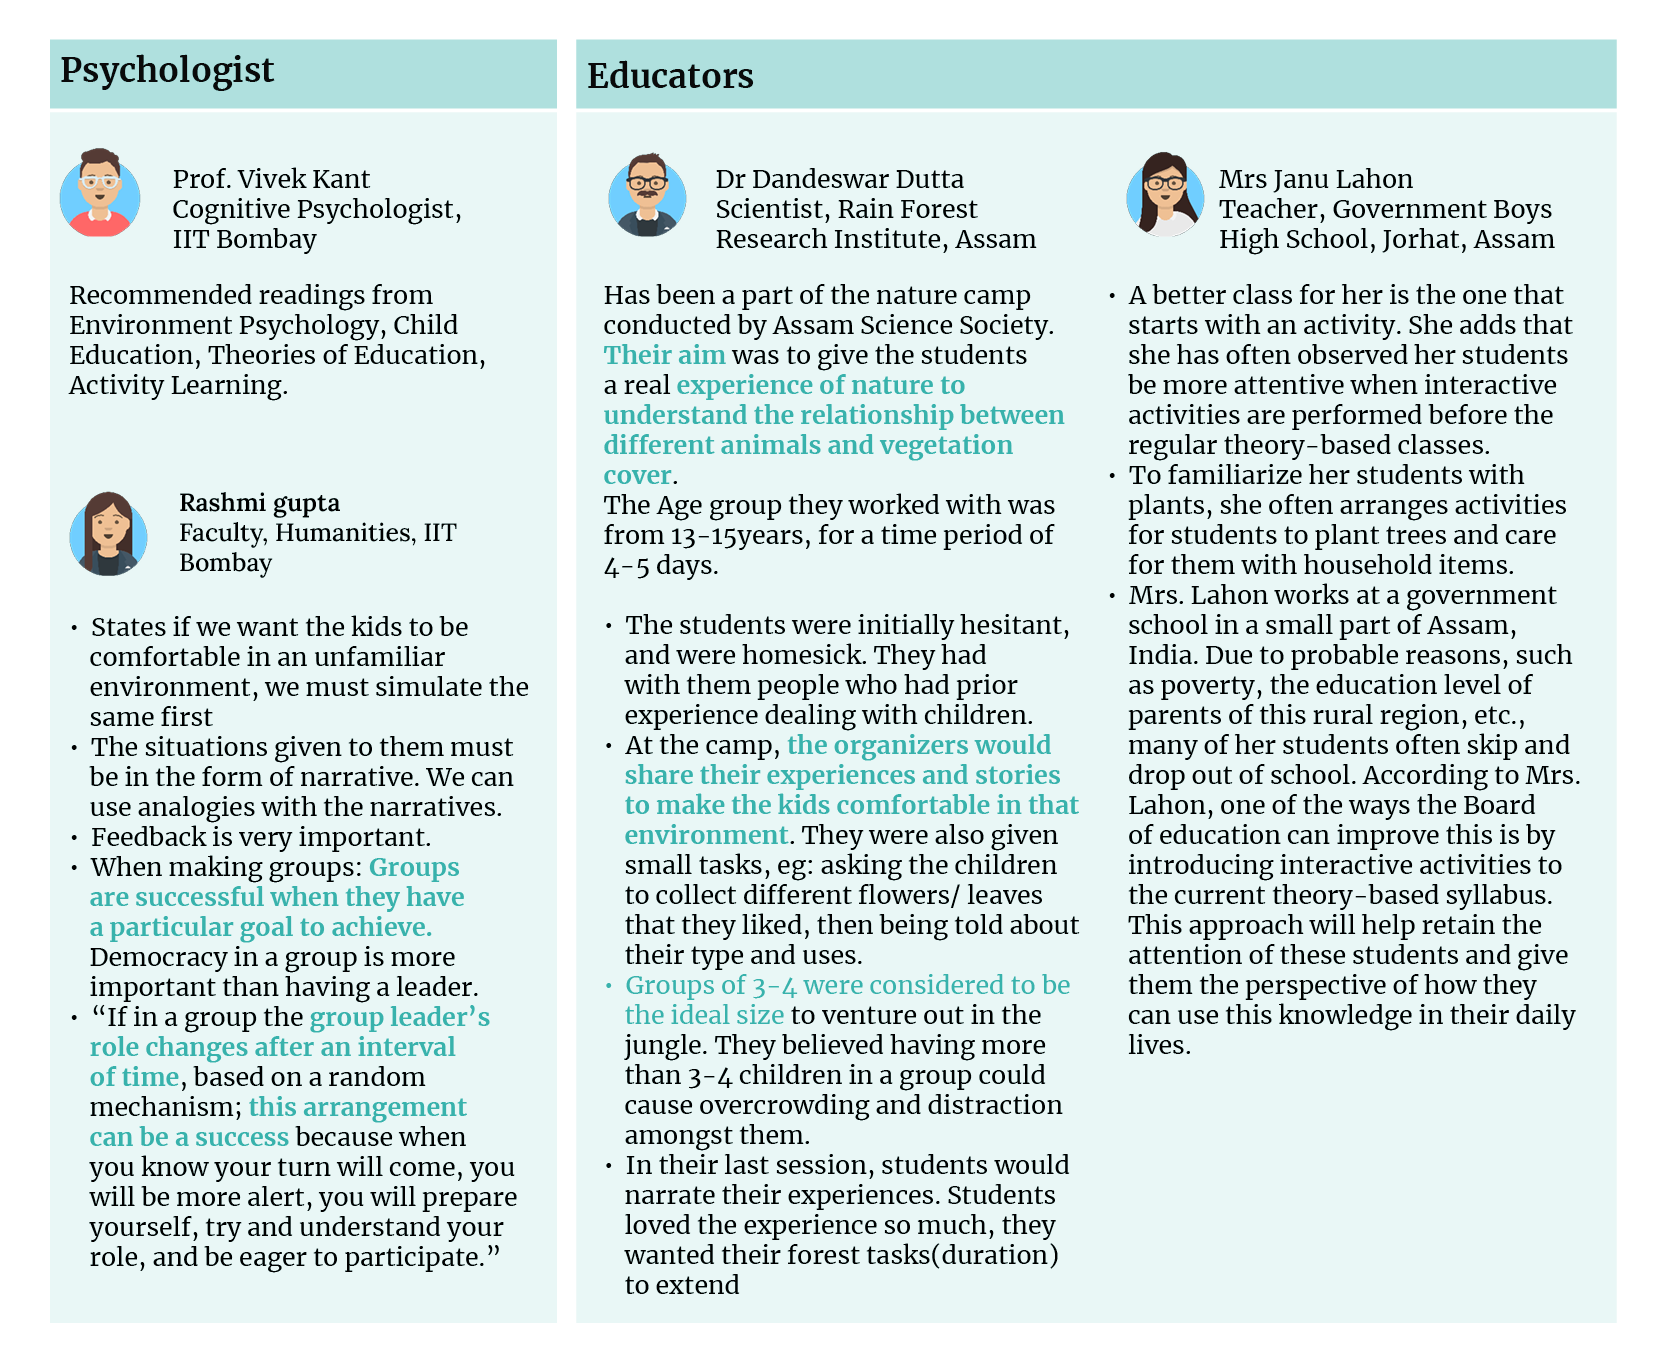 Psychologist
Prof. Vivek Kant
Cognitive Psychologist,
IIT Bombay
Recommended readings from
Environment Psychology, Child
Education, Theories of Education,
Activity Learning.
Rashmi gupta
Faculty, Humanities, IIT
Bombay
• States if we want the kids to be
comfortable in an unfamiliar
environment, we must simulate the
same first
• The situations given to them must
be in the form of narrative. We can
use analogies with the narratives.
• Feedback is very important.
• When making groups: Groups
are successful when they have
a particular goal to achieve.
Democracy in a group is more
important than having a leader.
• “If in a group the group leader’s
role changes after an interval
of time, based on a random
mechanism; this arrangement
can be a success because when
you know your turn will come, you
will be more alert, you will prepare
yourself, try and understand your
role, and be eager to participate.”
Educators
Dr Dandeswar Dutta
Scientist, Rain Forest
Research Institute, Assam
Has been a part of the nature camp
conducted by Assam Science Society.
Their aim was to give the students
a real experience of nature to
understand the relationship between
different animals and vegetation
cover.
The Age group they worked with was
from 13-15years, for a time period of
4-5 days.
• The students were initially hesitant,
and were homesick. They had
with them people who had prior
experience dealing with children.
• At the camp, the organizers would
share their experiences and stories
to make the kids comfortable in that
environment. They were also given
small tasks, eg: asking the children
to collect different flowers/ leaves
that they liked, then being told about
their type and uses.
• Groups of 3-4 were considered to be
the ideal size to venture out in the
jungle. They believed having more
than 3-4 children in a group could
cause overcrowding and distraction
amongst them.
• In their last session, students would
narrate their experiences. Students
loved the experience so much, they
wanted their forest tasks(duration)
to extend
Mrs Janu Lahon
Teacher, Government Boys
High School, Jorhat, Assam
• A better class for her is the one that
starts with an activity. She adds that
she has often observed her students
be more attentive when interactive
activities are performed before the
regular theory-based classes.
• To familiarize her students with
plants, she often arranges activities
for students to plant trees and care
for them with household items.
• Mrs. Lahon works at a government
school in a small part of Assam,
India. Due to probable reasons, such
as poverty, the education level of
parents of this rural region, etc.,
many of her students often skip and
drop out of school. According to Mrs.
Lahon, one of the ways the Board
of education can improve this is by
introducing interactive activities to
the current theory-based syllabus.
This approach will help retain the
attention of these students and give
them the perspective of how they
can use this knowledge in their daily
lives.